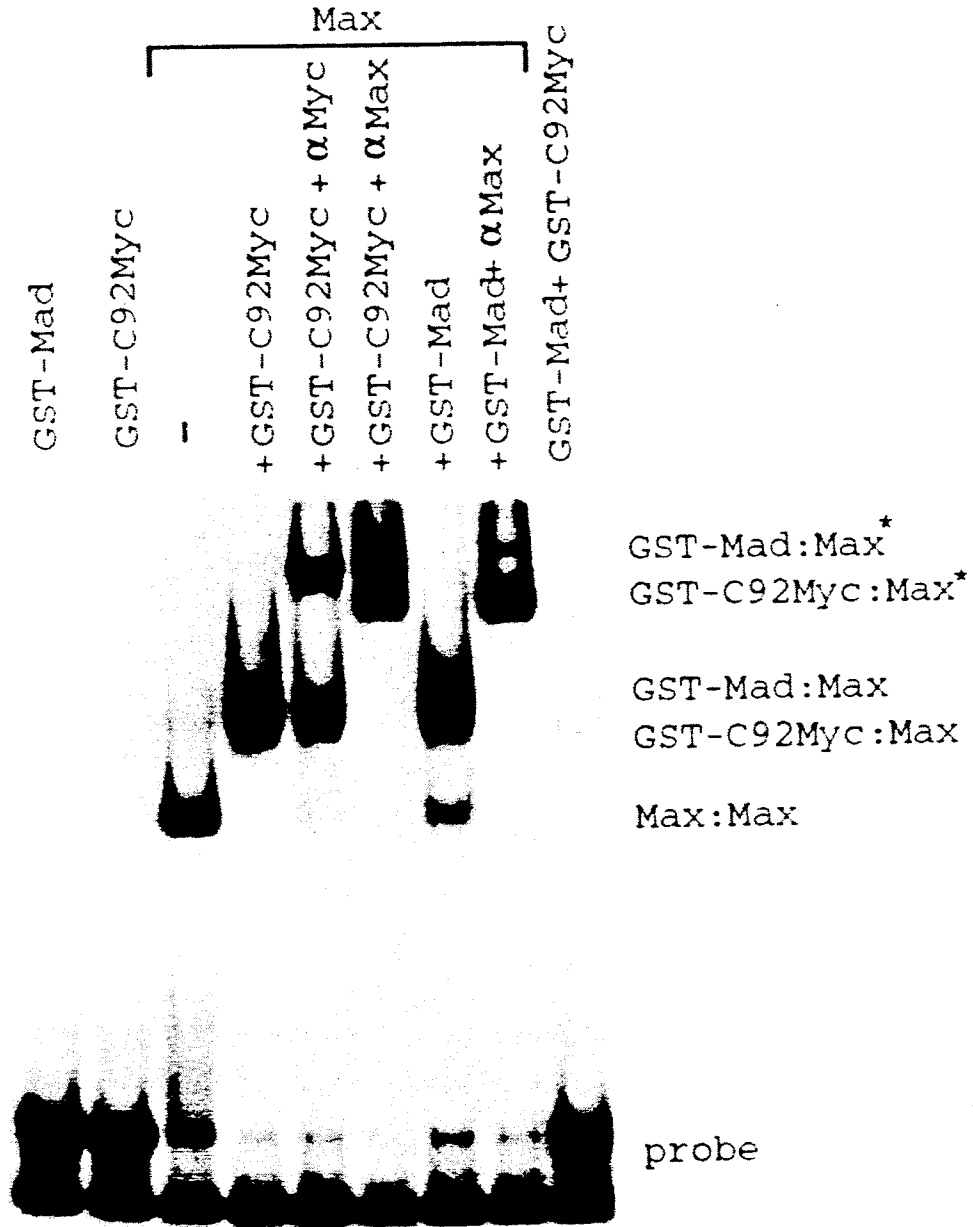 Max
GST-Mad
GST-C92Myc
-
+GST-C92Myc
+GST-C92Myc + αMyc
+GST-C92Myc + αMax
+GST-Mad
+GST-Mad+ αMax
GST-Mad+ GST-C92Myc
GST-Mad:Max*
GST-C92Myc:Max*
GST-Mad:Max
GST-C92Myc:Max
Max:Max
probe